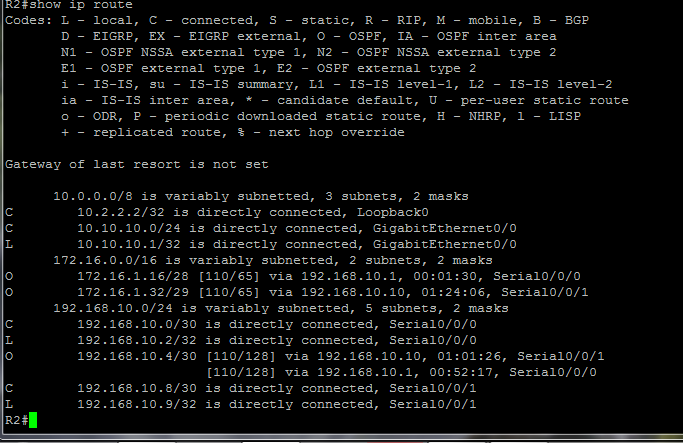 R2#show ip route
Codes: L - local, C - connected, S - static, R - RIP, M - mobile, B - BGP
D - EIGRP, EX - EIGRP external, O - OSPF, IA - OSPF inter area
N1 - OSPF NSSA external type 1, N2 - OSPF NSSA external type 2
E1 - OSPF external type 1, E2 - OSPF external type 2
i - IS-IS, su - IS-IS summary, L1 - IS-IS level-1, L2 - IS-IS level-2
ia - IS-IS inter area, * - candidate default, U - per-user static route
o - ODR, P - periodic downloaded static route, H - NHRP, l - LISP
+ - replicated route, % - next hop override
Gateway of last resort is not set
10.0.0.0/8 is variably subnetted, 3 subnets, 2 masks
C 10.2.2.2/32 is directly connected, Loopback0
C 10.10.10.0/24 is directly connected, GigabitEthernet0/0
L 10.10.10.1/32 is directly connected, GigabitEthernet0/0
172.16.0.0/16 is variably subnetted, 2 subnets, 2 masks
O 172.16.1.16/28 [110/65] via 192.168.10.1, 00:01:30, Serial0/0/0
O 172.16.1.32/29 [110/65] via 192.168.10.10, 01:24:06, Serial0/0/1
192.168.10.0/24 is variably subnetted, 5 subnets, 2 masks
C 192.168.10.0/30 is directly connected, Serial0/0/0
L 192.168.10.2/32 is directly connected, Serial0/0/0
O 192.168.10.4/30 [110/128] via 192.168.10.10, 01:01:26, Serial0/0/1
[110/128] via 192.168.10.1, 00:52:17, Serial0/0/0
C 192.168.10.8/30 is directly connected, Serial0/0/1
L 192.168.10.9/32 is directly connected, Serial0/0/1
R2#